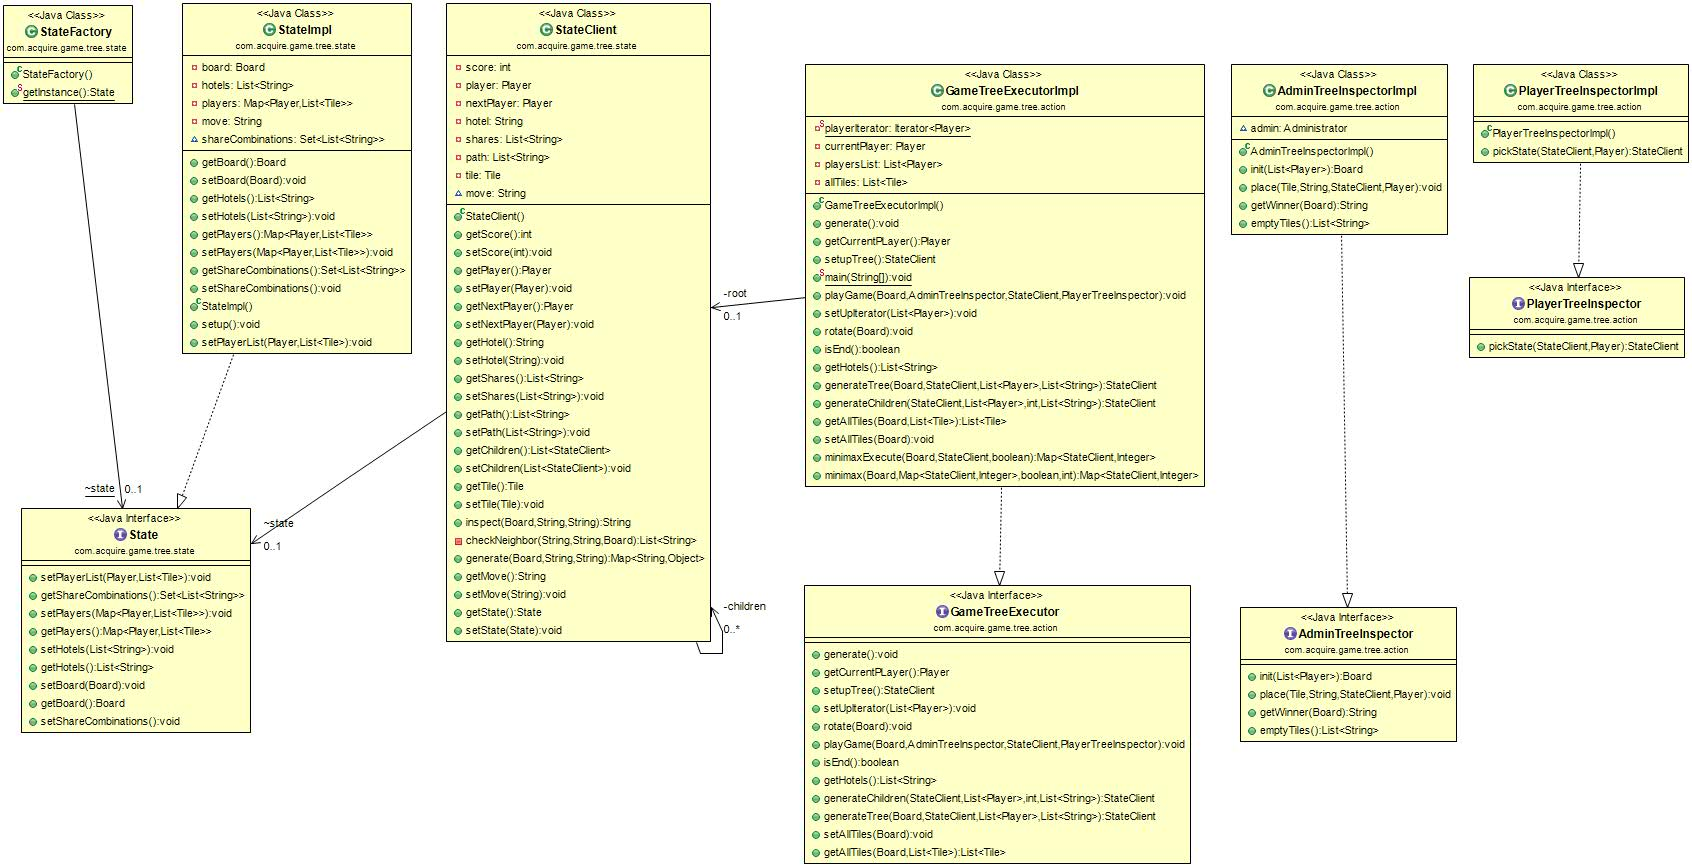 <<Java Class>>
StateFactory
com.acquire.game.tree.state
StateFactory()
getInstance():State
<<Java Class>>
StateImpl
com.acquire.game.tree.state
board: Board
hotels: List<String>
players: Map<Player,List<Tile>>
move: String
shareCombinations: Set<List<String>>
getBoard():Board
setBoard(Board):void
getHotels():List<String>
setHotels(List<String>):void
getPlayers():Map<Player,List<Tile>>
setPlayers(Map<Player,List<Tile>>):void
getShareCombinations():Set<List<String>>
setShareCombinations():void
StateImpl()
setup():void
setPlayerList(Player,List<Tile>):void
<<Java Class>>
StateClient
com.acquire.game.tree.state
score: int
player: Player
nextPlayer: Player
hotel: String
shares: List<String>
path: List<String>
tile: Tile
move: String
StateClient()
getScore():int
setScore(int):void
getPlayer():Player
setPlayer(Player):void
getNextPlayer():Player
setNextPlayer(Player):void
getHotel():String
setHotel(String):void
getShares():List<String>
setShares(List<String>):void
getPath():List<String>
setPath(List<String>):void
getChildren():List<StateClient>
setChildren(List<StateClient>):void
getTile():Tile
setTile(Tile):void
inspect(Board,String,String):String
checkNeighbor(String,String,Board):List<String>
generate(Board,String,String):Map<String,Object>
getMove():String
setMove(String):void
getState():State
setState(State):void
<<Java Class>>
GameTreeExecutorImpl
com.acquire.game.tree.action
playerIterator: Iterator<Player>
currentPlayer: Player
playersList: List<Player>
allTiles: List<Tile>
GameTreeExecutorImpl()
generate():void
getCurrentPLayer():Player
setupTree():StateClient
main(String[]):void
playGame(Board,AdminTreeInspector,StateClient,PlayerTreeInspector):void
setUpIterator(List<Player>):void
rotate(Board):void
isEnd():boolean
getHotels():List<String>
generateTree(Board,StateClient,List<Player>,List<String>):StateClient
generateChildren(StateClient,List<Player>,int,List<String>):StateClient
getAllTiles(Board,List<Tile>):List<Tile>
setAllTiles(Board):void
minimaxExecute(Board,StateClient,boolean):Map<StateClient,Integer>
minimax(Board,Map<StateClient,Integer>,boolean,int):Map<StateClient,Integer>
<<Java Class>>
AdminTreeInspectorImpl
com.acquire.game.tree.action
admin: Administrator
AdminTreeInspectorImpl()
init(List<Player>):Board
place(Tile,String,StateClient,Player):void
getWinner(Board):String
emptyTiles():List<String>
<<Java Class>>
PlayerTreeInspectorImpl
com.acquire.game.tree.action
PlayerTreeInspectorImpl()
pickState(StateClient,Player):StateClient
<<Java Interface>>
PlayerTreeInspector
com.acquire.game.tree.action
pickState(StateClient,Player):StateClient
-root
0..1
~state
0..1
~state
0..1
-children
0..*
<<Java Interface>>
State
com.acquire.game.tree.state
setPlayerList(Player,List<Tile>):void
getShareCombinations():Set<List<String>>
setPlayers(Map<Player,List<Tile>>):void
getPlayers():Map<Player,List<Tile>>
setHotels(List<String>):void
getHotels():List<String>
setBoard(Board):void
getBoard():Board
setShareCombinations():void
<<Java Interface>>
GameTreeExecutor
com.acquire.game.tree.action
generate():void
getCurrentPLayer():Player
setupTree():StateClient
setUpIterator(List<Player>):void
rotate(Board):void
playGame(Board,AdminTreeInspector,StateClient,PlayerTreeInspector):void
isEnd():boolean
getHotels():List<String>
generateChildren(StateClient,List<Player>,int,List<String>):StateClient
generateTree(Board,StateClient,List<Player>,List<String>):StateClient
setAllTiles(Board):void
getAllTiles(Board,List<Tile>):List<Tile>
<<Java Interface>>
AdminTreeInspector
com.acquire.game.tree.action
init(List<Player>):Board
place(Tile,String,StateClient,Player):void
getWinner(Board):String
emptyTiles():List<String>